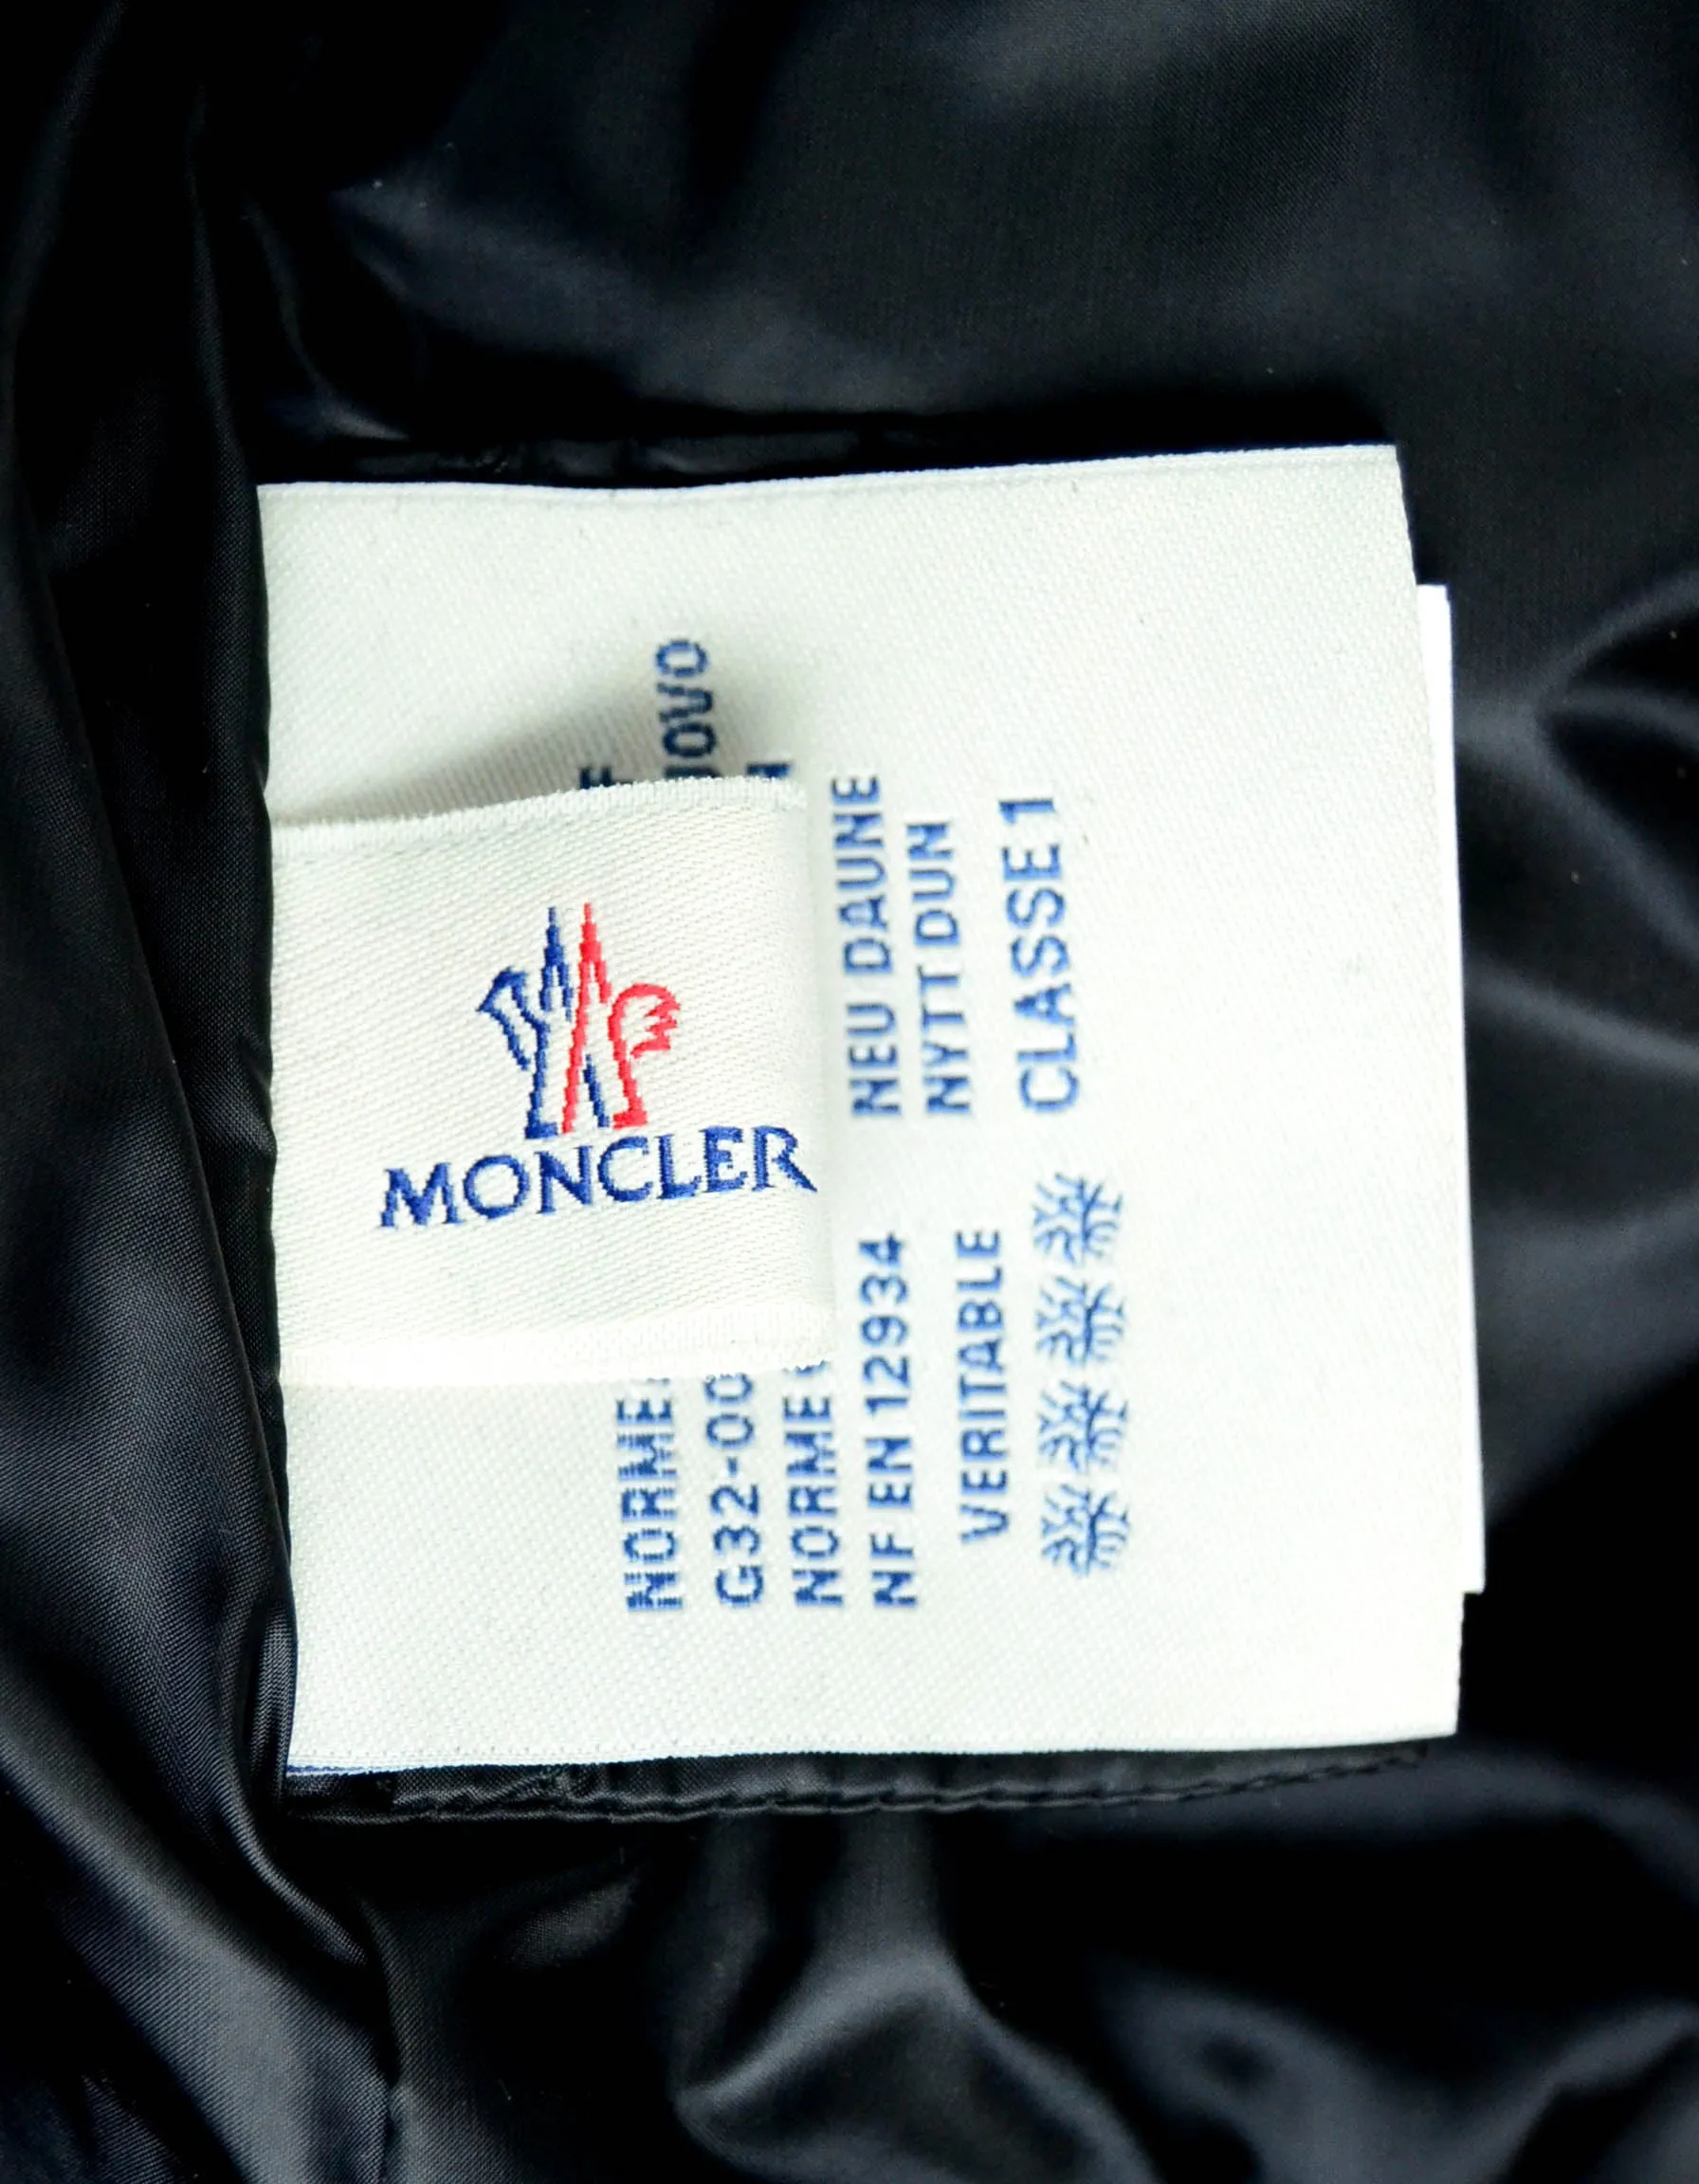 MONCLER
NORME
G32-00
NORME
NF EN 12934
NEU DAUNE
NYTT DUN
VERITABLE
CLASSE 1